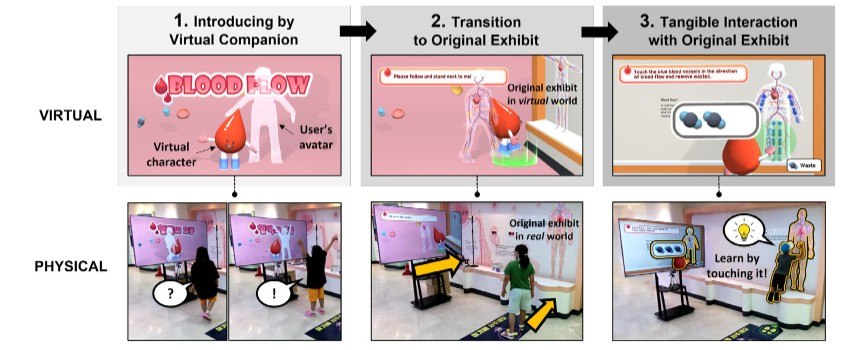 1. Introducing by
Virtual Companion
2. Transition
to Original Exhibit
3. Tangible Interaction
with Original Exhibit
VIRTUAL
BLOOD FLOW
Virtual
character
User's
avatar
Please follow and stand next to me!
Original exhibit
in virtual world
Touch the blue blood vessels in the direction
of blood flow and remove wastes.
Waste
PHYSICAL
?
!
Original exhibit
in real world
Learn by
touching it!